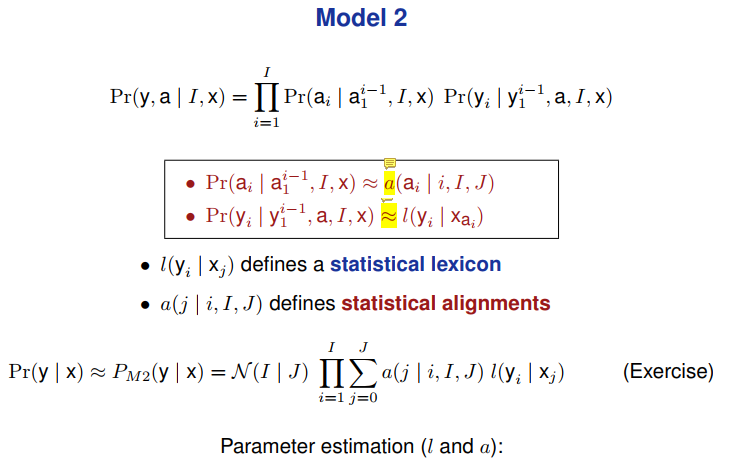 Model 2
Pr(y, a | I, x) = ∏_{i=1}^{I} Pr(a_i | a_1^{i−1}, I, x) Pr(y_i | y_1^{i−1}, a, I, x)
• Pr(a_i | a_1^{i−1}, I, x) ≈ a(a_i | i, I, J)
• Pr(y_i | y_1^{i−1}, a, I, x) ≈ l(y_i | x_{a_i})
• l(y_i | x_j) defines a statistical lexicon
• a(j | i, I, J) defines statistical alignments
Pr(y | x) ≈ P_{M2}(y | x) = 𝒩(I | J) ∏_{i=1}^{I} ∑_{j=0}^{J} a(j | i, I, J) l(y_i | x_j) (Exercise)
Parameter estimation (l and a):